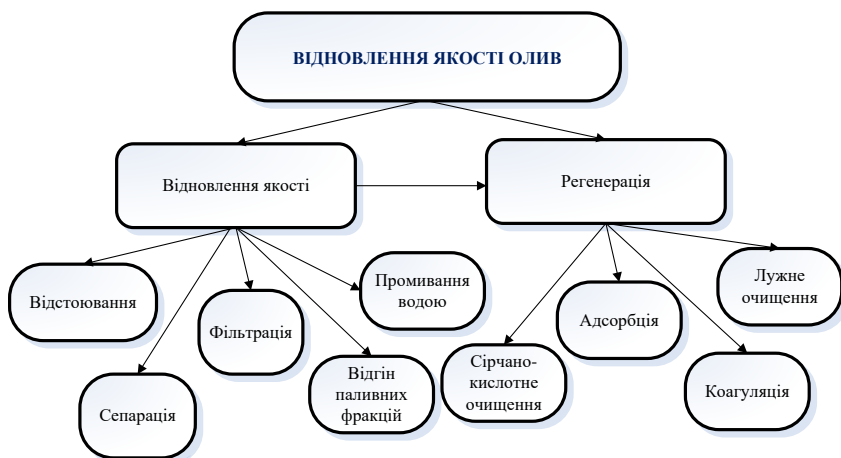 ВІДНОВЛЕННЯ ЯКОСТІ ОЛИВ
Відновлення якості
Регенерація
Відстоювання
Сепарація
Фільтрація
Відгін
паливних
фракцій
Промивання
водою
Сірчано-
кислотне
очищення
Адсорбція
Коагуляція
Лужне
очищення